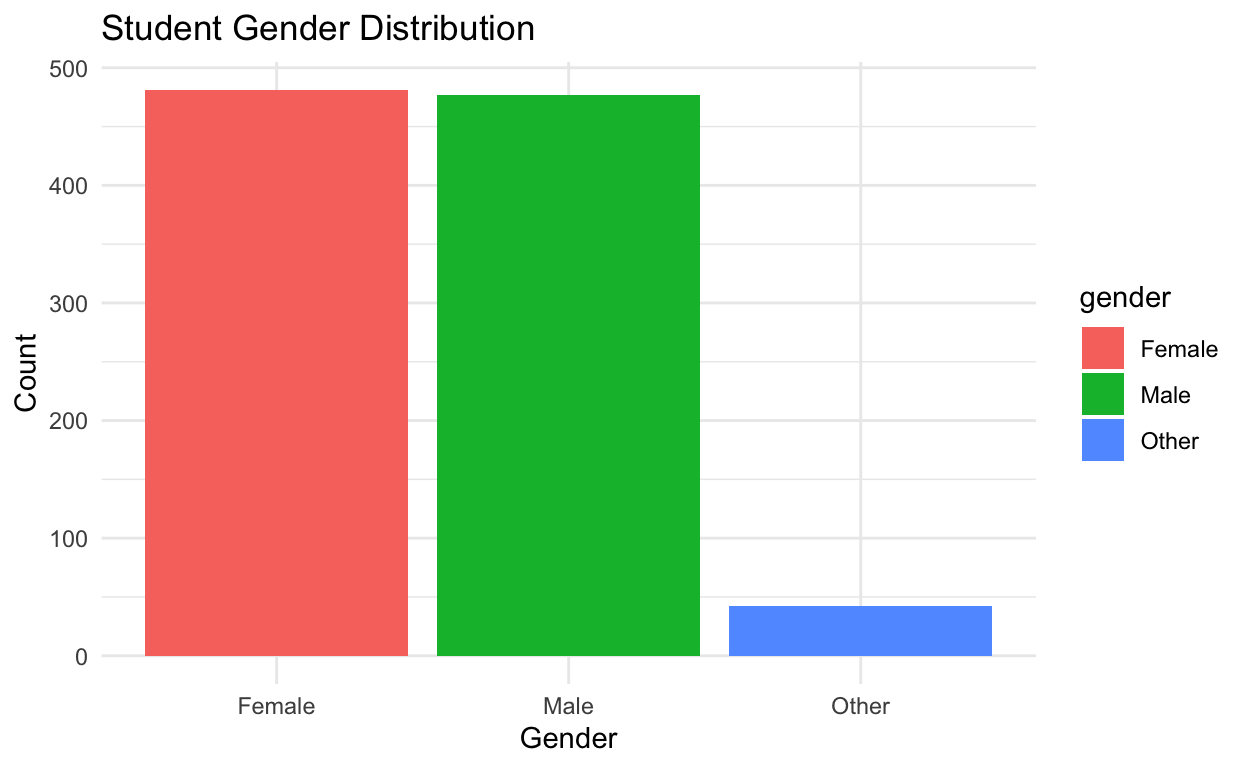 Student Gender Distribution
500
400
300
200
100
0
Count
Female
Male
Other
Gender
gender
Female
Male
Other